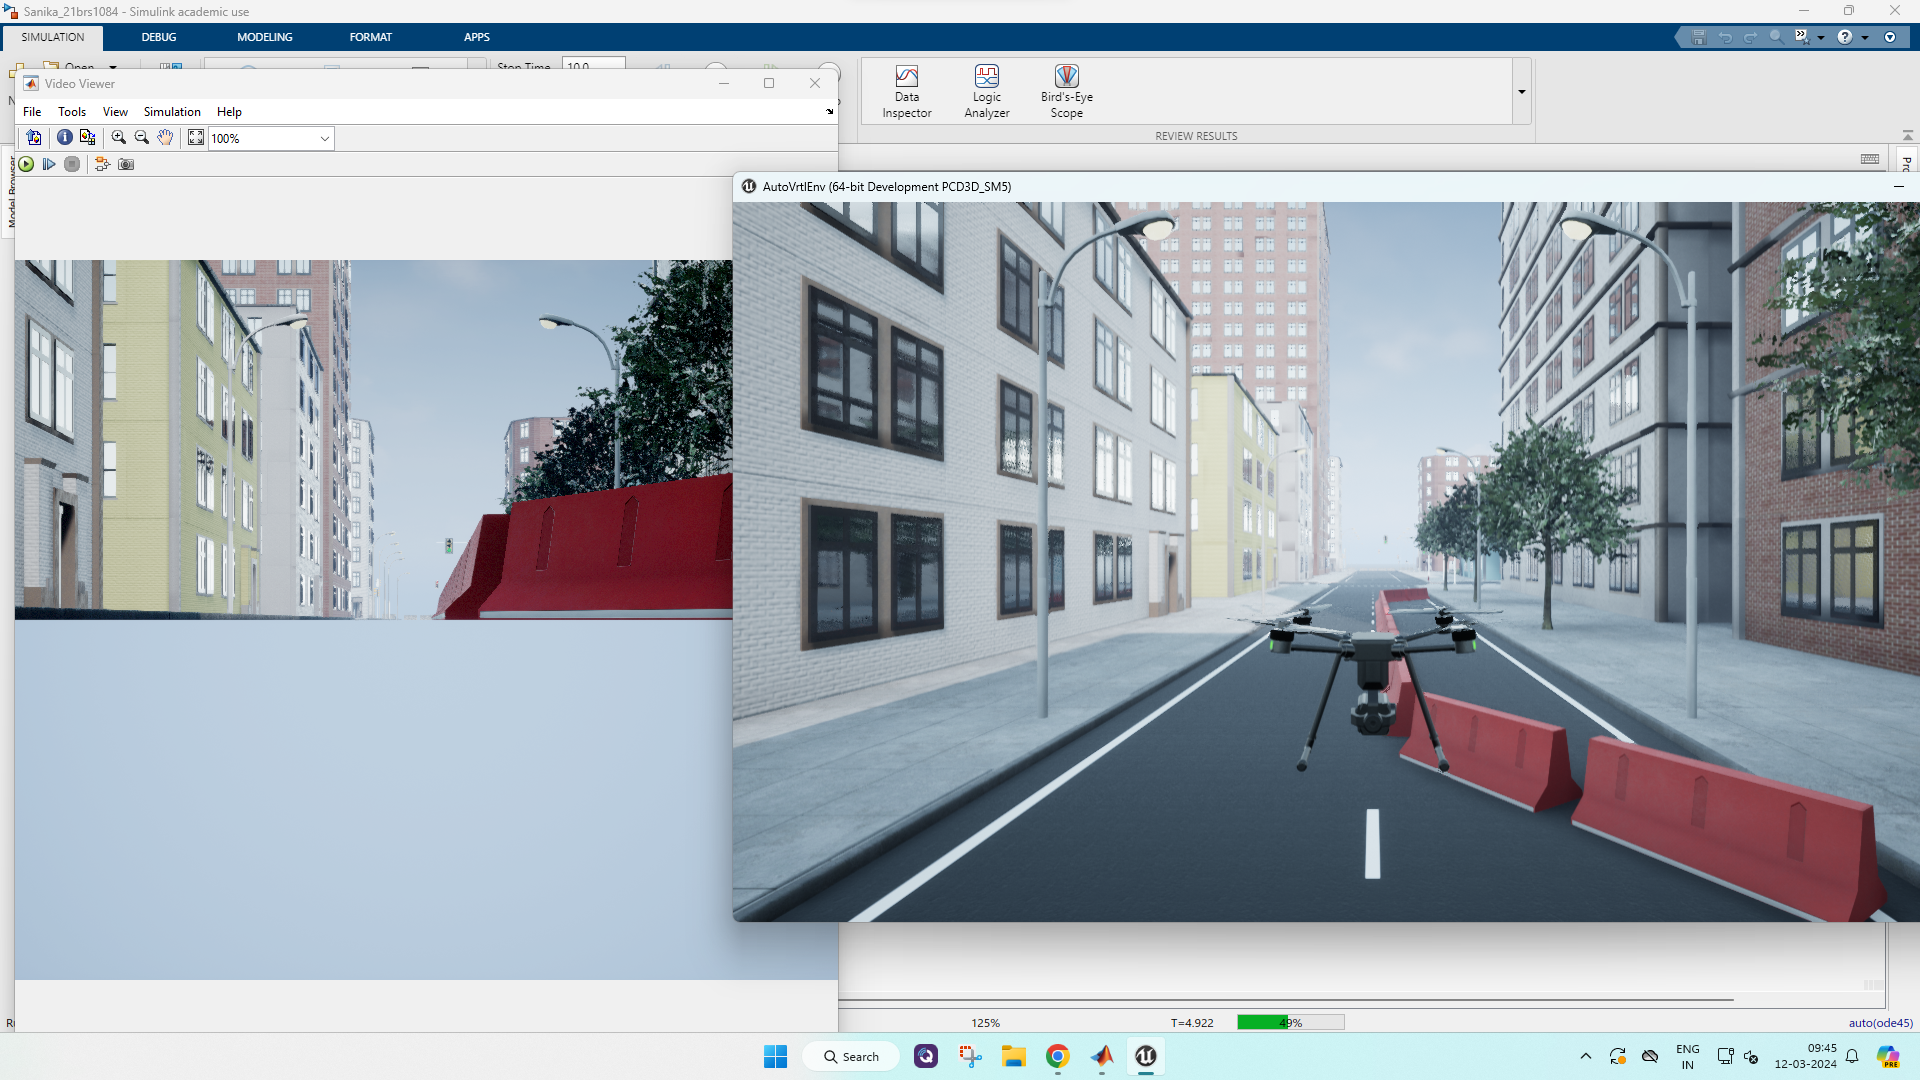 Sanika_21brs1084 - Simulink academic use
SIMULATION DEBUG MODELING FORMAT APPS
Open
Stop Time 10.0
Data Inspector
Logic Analyzer
Bird's-Eye Scope
REVIEW RESULTS
Model Browser
Video Viewer
File Tools View Simulation Help
100%
AutoVrtlEnv (64-bit Development PCD3D_SM5)
125%
T=4.922
49%
auto(ode45)
Search
ENG
IN
09:45
12-03-2024
PRE